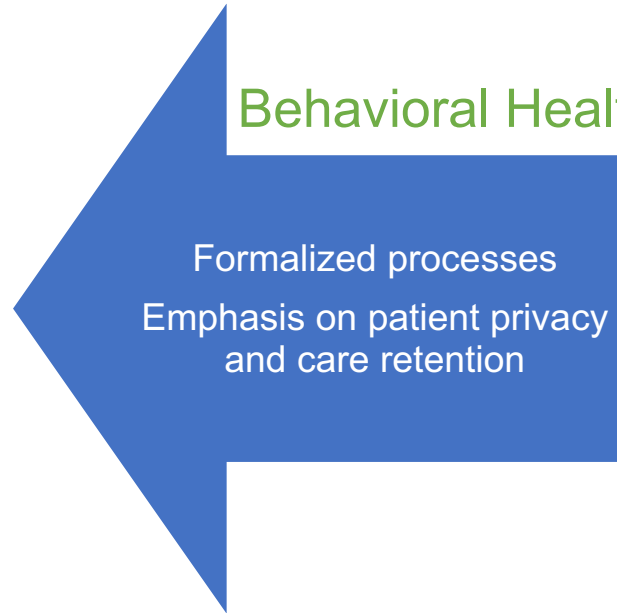 Behavioral Healt
Formalized processes
Emphasis on patient privacy
and care retention